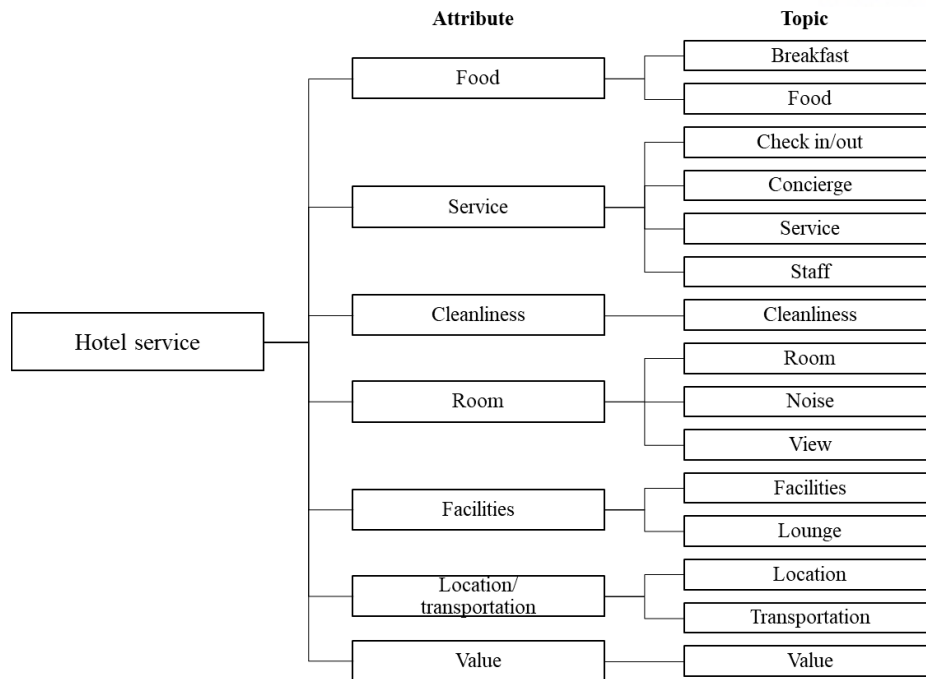 Attribute
Topic
Hotel service
Food
Breakfast
Food
Service
Check in/out
Concierge
Service
Staff
Cleanliness
Cleanliness
Room
Room
Noise
View
Facilities
Facilities
Lounge
Location/
transportation
Location
Transportation
Value
Value